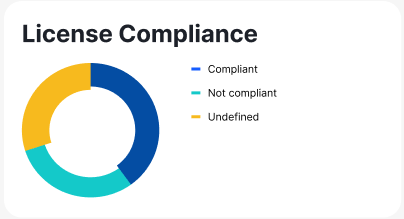 License Compliance
Compliant
Not compliant
Undefined